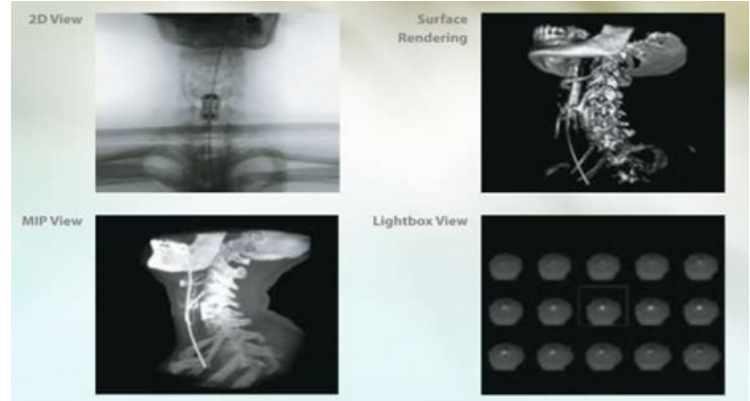 2D View
Surface
Rendering
MIP View
Lightbox View